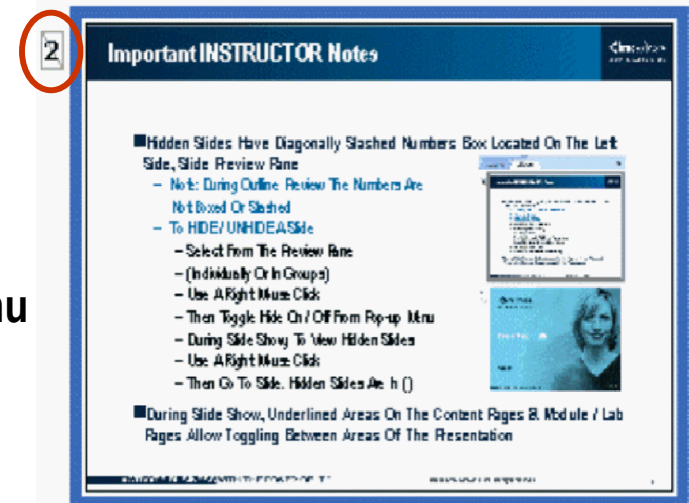 2
Important INSTRUCTOR Notes
Hidden Slides Have Diagonally Slashed Numbers Box Located On The Left
Side, Slide Preview Pane
– Note: During Outline Review The Numbers Are
Not Boxed Or Slashed
– To HIDE/ UNHIDE A Slide
– Select From The Preview Pane
– (Individually Or In Groups)
– Use A Right Mouse Click
– Then Toggle Hide On / Off From Pop-up Menu
– During Slide Show, To View Hidden Slides
– Use A Right Mouse Click
– Then Go To Slide. Hidden Slides Are In ()
During Slide Show, Underlined Areas On The Content Pages & Module / Lab
Pages Allow Toggling Between Areas Of The Presentation
nu